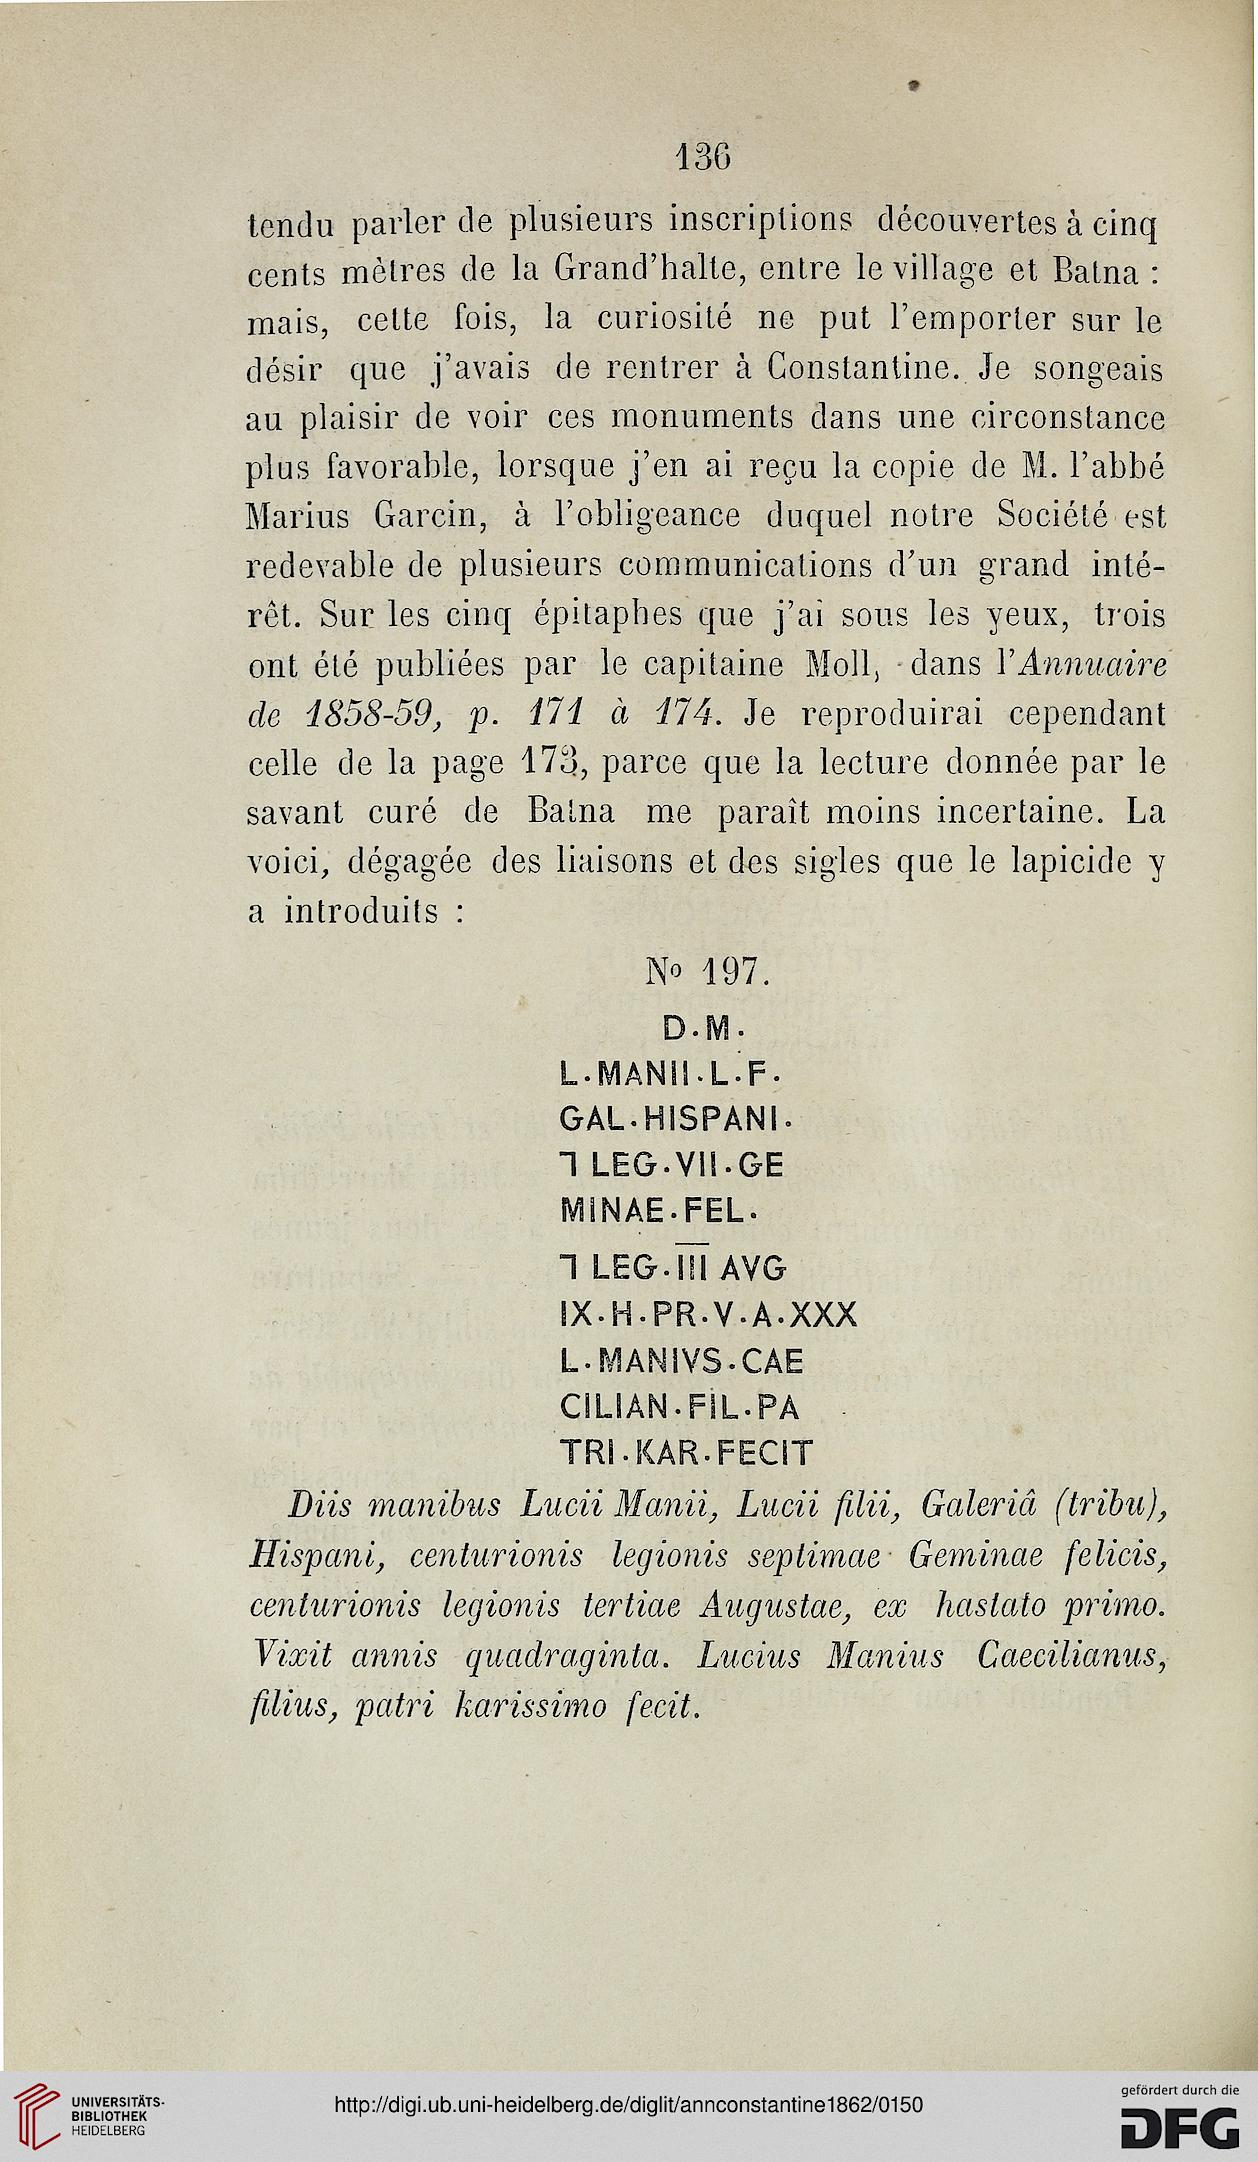 136
tendu parler de plusieurs inscriptions découvertes à cinq
cents mètres de la Grand'halte, entre le village et Batna :
mais, cette fois, la curiosité ne put l'emporter sur le
désir que j'avais de rentrer à Constantine. Je songeais
au plaisir de voir ces monuments dans une circonstance
plus favorable, lorsque j'en ai reçu la copie de M. l'abbé
Marius Garcin, à l'obligeance duquel notre Société est
redevable de plusieurs communications d'un grand inté-
rêt. Sur les cinq épitaphes que j'ai sous les yeux, trois
ont été publiées par le capitaine Moll, dans l'Annuaire
de 1858-59, p. 171 à 174. Je reproduirai cependant
celle de la page 173, parce que la lecture donnée par le
savant curé de Batna me paraît moins incertaine. La
voici, dégagée des liaisons et des sigles que le lapicide y
a introduits :
No 197.
D.M.
L.MANII.L.F.
GAL.HISPANI.
⅂ LEG.VII.GE
MINAE.FEL.
⅂ LEG.I̅I̅I̅ AVG
IX.H.PR.V.A.XXX
L.MANIVS.CAE
CILIAN.FIL.PA
TRI.KAR.FECIT
Diis manibus Lucii Manii, Lucii filii, Galeriâ (tribu),
Hispani, centurionis legionis septimae Geminae felicis,
centurionis legionis tertiae Augustae, ex hastato primo.
Vixit annis quadraginta. Lucius Manius Caecilianus,
filius, patri karissimo fecit.
UNIVERSITÄTS-
BIBLIOTHEK
HEIDELBERG
http://digi.ub.uni-heidelberg.de/diglit/annconstantine1862/0150
gefördert durch die
DFG